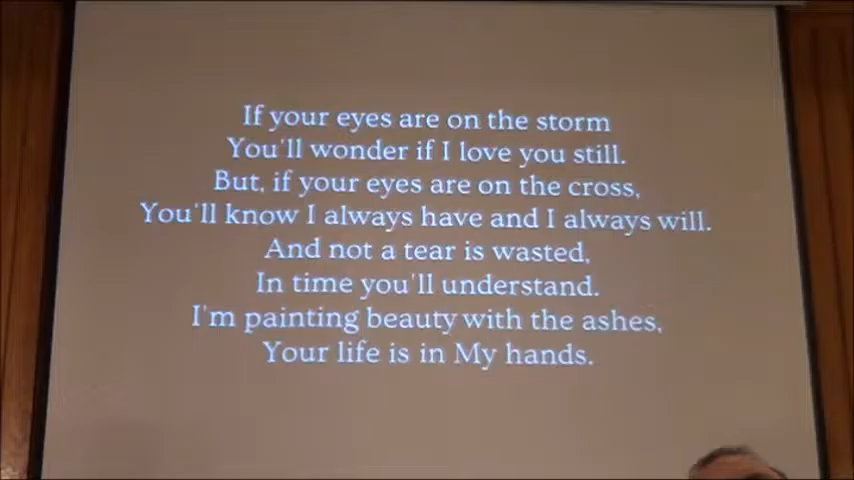 If your eyes are on the storm
You'll wonder if I love you still.
But, if your eyes are on the cross,
You'll know I always have and I always will.
And not a tear is wasted,
In time you'll understand.
I'm painting beauty with the ashes,
Your life is in My hands.